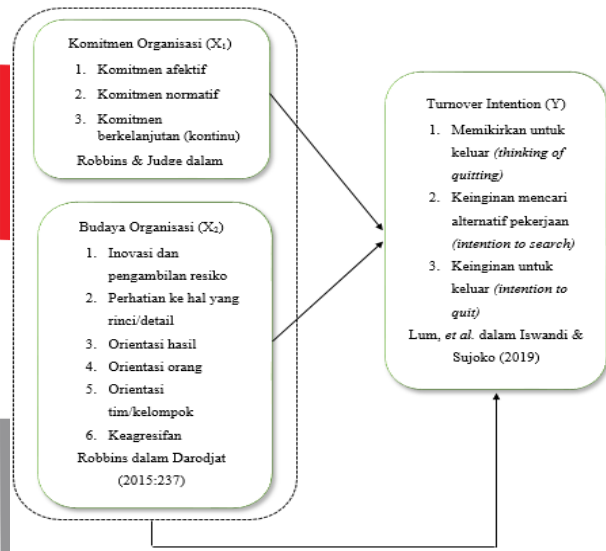 Komitmen Organisasi (X₁)
1. Komitmen afektif
2. Komitmen normatif
3. Komitmen
berkelanjutan (kontinu)
Robbins & Judge dalam
Budaya Organisasi (X₂)
1. Inovasi dan
pengambilan resiko
2. Perhatian ke hal yang
rinci/detail
3. Orientasi hasil
4. Orientasi orang
5. Orientasi
tim/kelompok
6. Keagresifan
Robbins dalam Darodjat
(2015:237)
Turnover Intention (Y)
1. Memikirkan untuk
keluar (thinking of
quitting)
2. Keinginan mencari
alternatif pekerjaan
(intention to search)
3. Keinginan untuk
keluar (intention to
quit)
Lum, et al. dalam Iswandi &
Sujoko (2019)